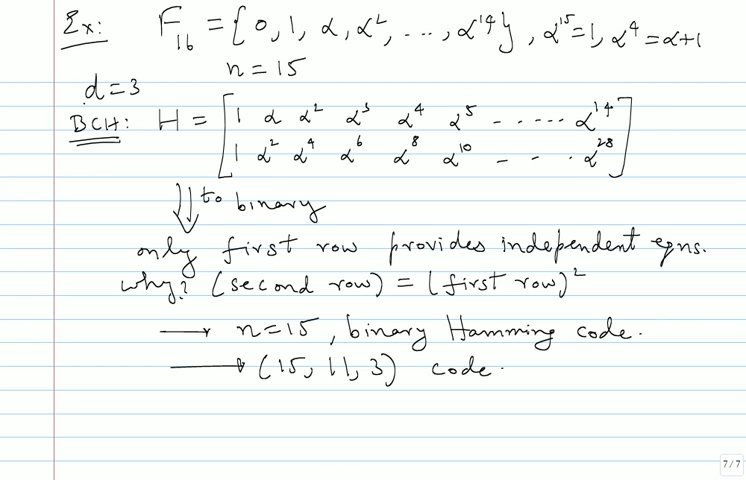 Ex: F₁₆ = {0, 1, α, α², ..., α¹⁴}, α¹⁵=1, α⁴=α+1
n=15
d=3
BCH: H = [1 α α² α³ α⁴ α⁵ ------- α¹⁴
1 α² α⁴ α⁶ α⁸ α¹⁰ - - - α²⁸]
⇓ to binary
only first row provides independent eqns.
why? (second row) = (first row)²
→ n=15, binary Hamming code.
→ (15, 11, 3) code.
7/7